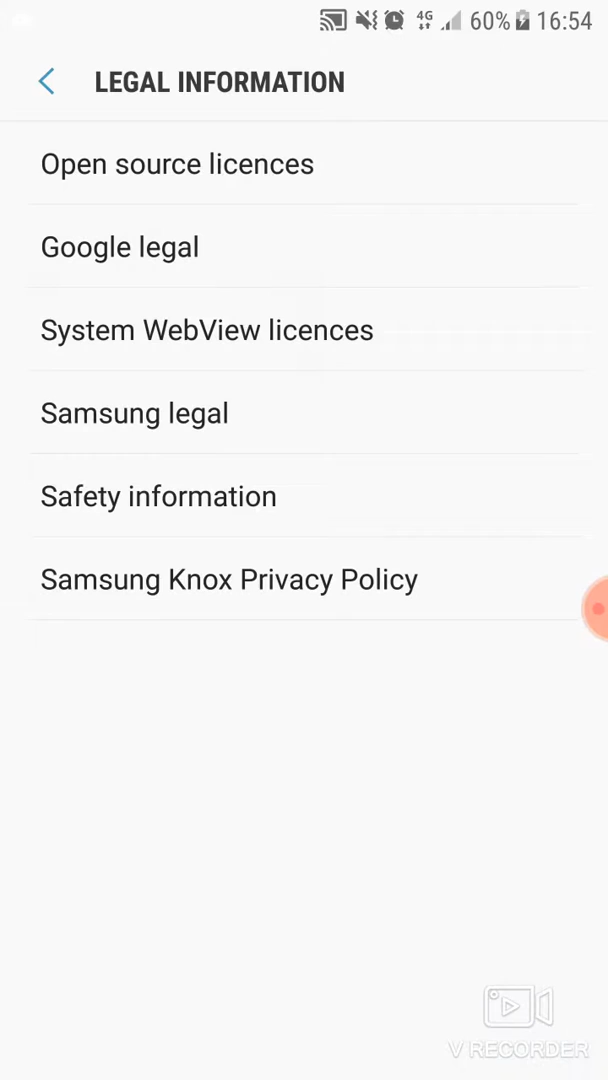 4G 60% 16:54
LEGAL INFORMATION
Open source licences
Google legal
System WebView licences
Samsung legal
Safety information
Samsung Knox Privacy Policy
V RECORDER